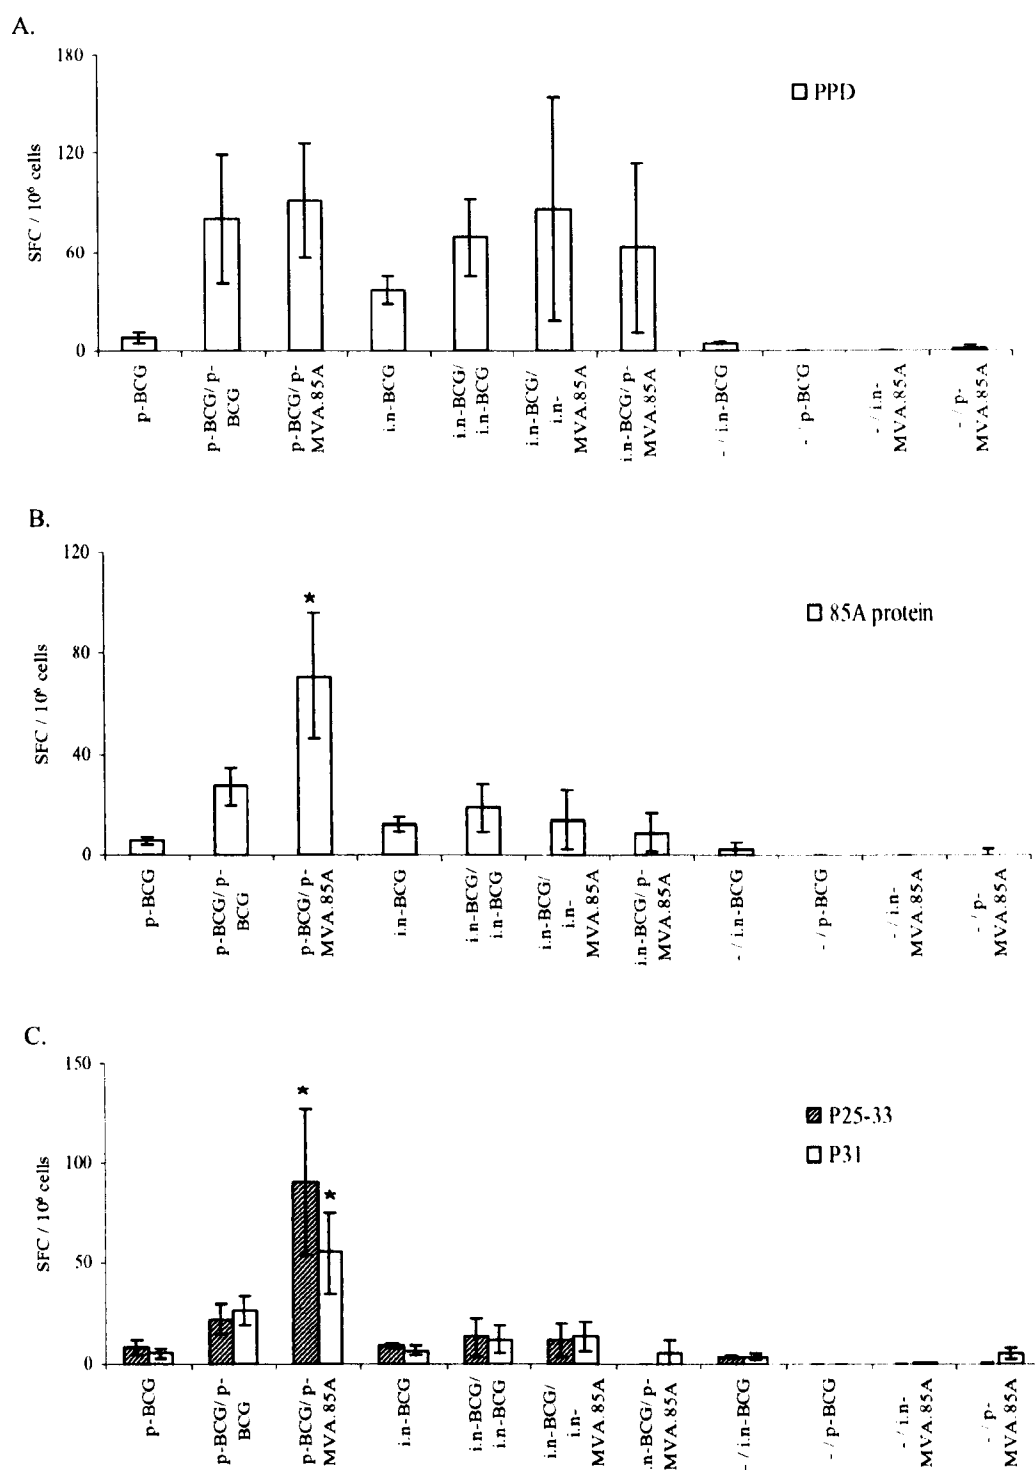 A.
180
120
60
0
SFC / 10⁶ cells
PPD
p-BCG
p-BCG/ p-
BCG
p-BCG/ p-
MVA.85A
i.n-BCG
i.n-BCG/
i.n-BCG
i.n-BCG/
i.n-
MVA.85A
i.n-BCG/ p-
MVA.85A
- / i.n-BCG
- / p-BCG
- / i.n-
MVA.85A
- / p-
MVA.85A
B.
120
80
40
0
SFC / 10⁶ cells
*
85A protein
p-BCG
p-BCG/ p-
BCG
p-BCG/ p-
MVA.85A
i.n-BCG
i.n-BCG/
i.n-BCG
i.n-BCG/
i.n-
MVA.85A
i.n-BCG/ p-
MVA.85A
- / i.n-BCG
- / p-BCG
- / i.n-
MVA.85A
- / p-
MVA.85A
C.
150
100
50
0
SFC / 10⁶ cells
*
*
P25-33
P31
p-BCG
p-BCG/ p-
BCG
p-BCG/ p-
MVA.85A
i.n-BCG
i.n-BCG/
i.n-BCG
i.n-BCG/
i.n-
MVA.85A
i.n-BCG/ p-
MVA.85A
- / i.n-BCG
- / p-BCG
- / i.n-
MVA.85A
- / p-
MVA.85A